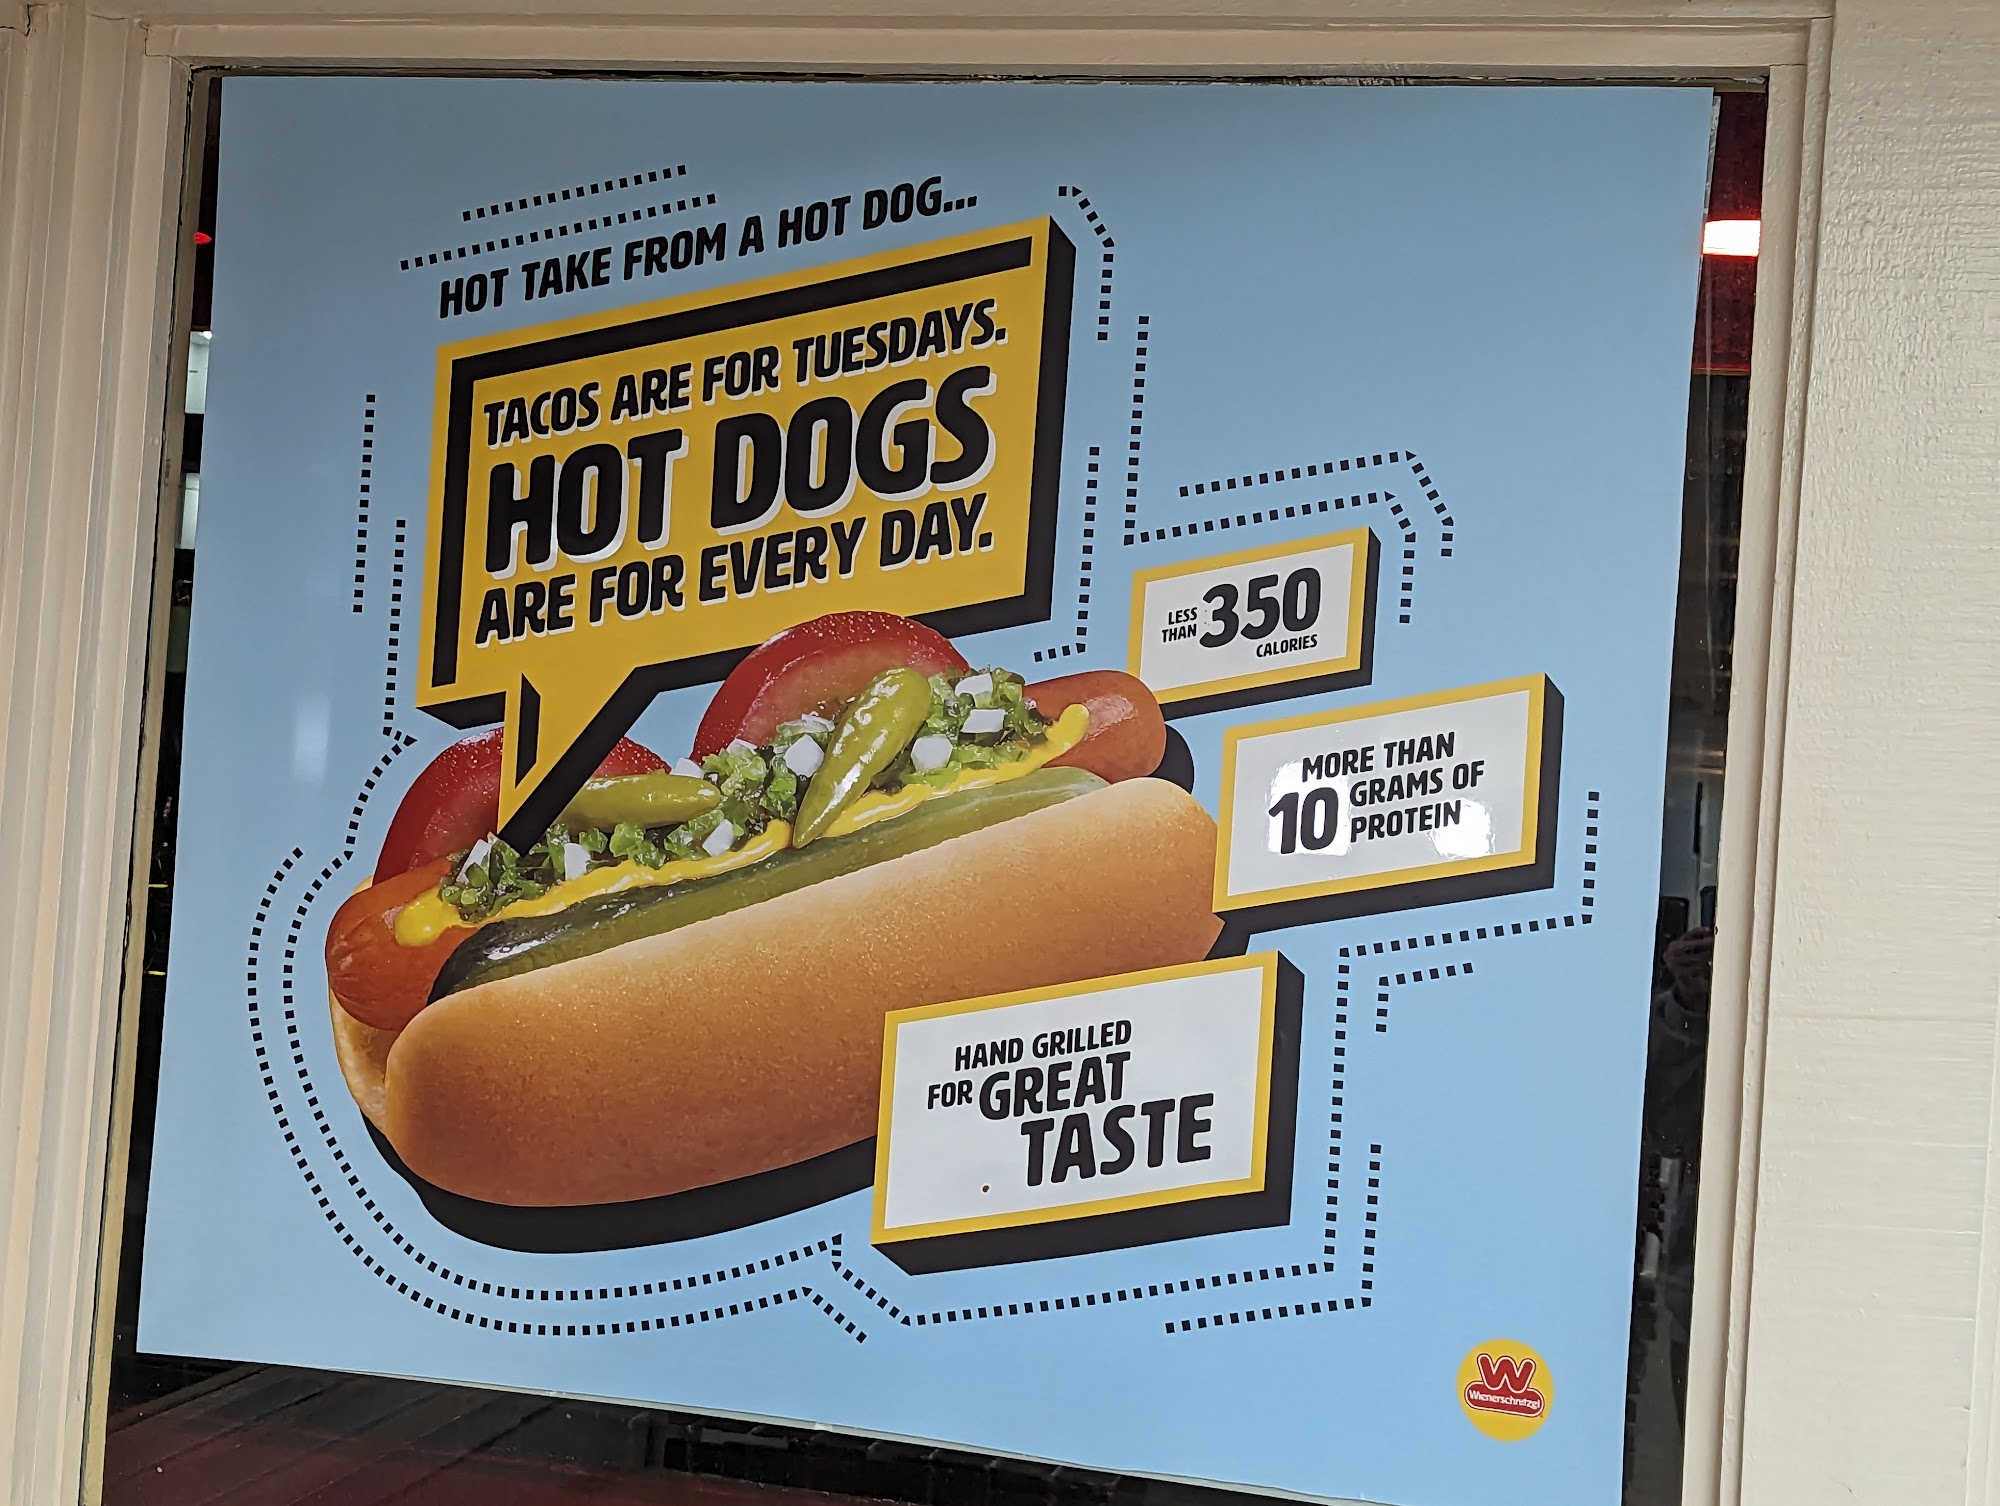 HOT TAKE FROM A HOT DOG...
TACOS ARE FOR TUESDAYS.
HOT DOGS
ARE FOR EVERY DAY.
LESS
THAN 350
CALORIES
MORE THAN
10 GRAMS OF
PROTEIN
HAND GRILLED
FOR GREAT
TASTE
W
Wienerschnitzel